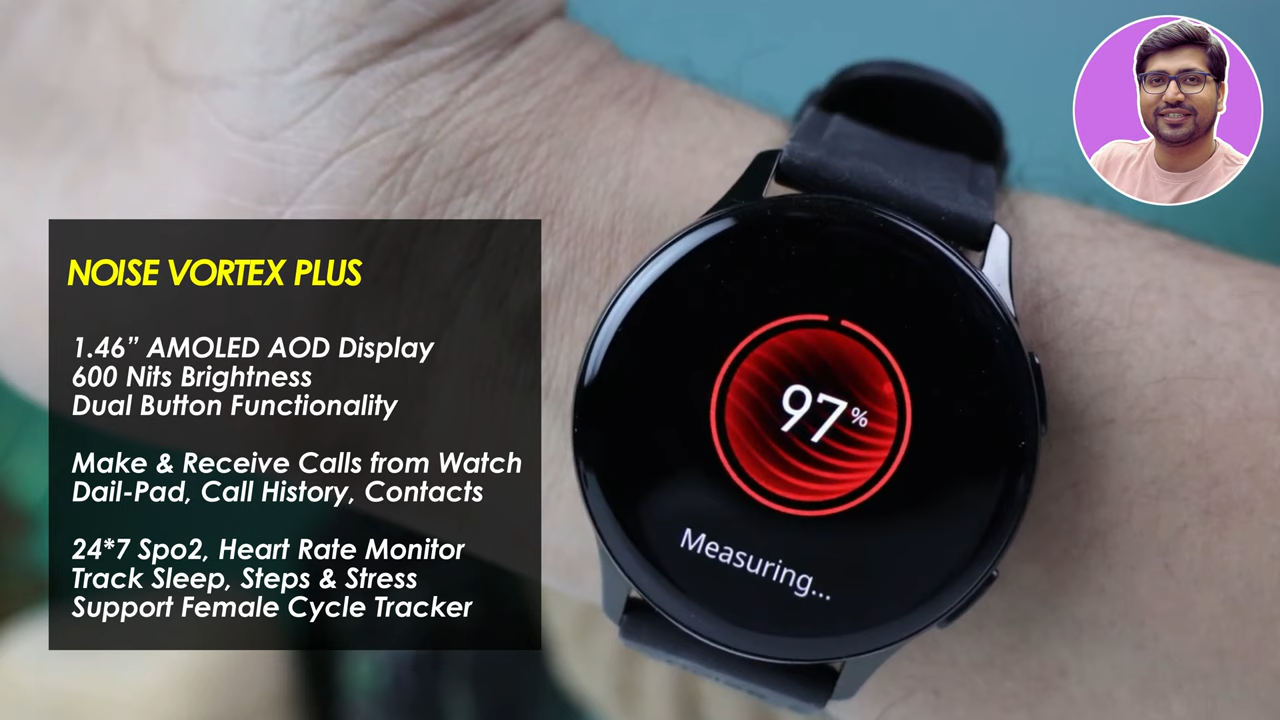 NOISE VORTEX PLUS
1.46” AMOLED AOD Display
600 Nits Brightness
Dual Button Functionality
Make & Receive Calls from Watch
Dail-Pad, Call History, Contacts
24*7 Spo2, Heart Rate Monitor
Track Sleep, Steps & Stress
Support Female Cycle Tracker
97%
Measuring...